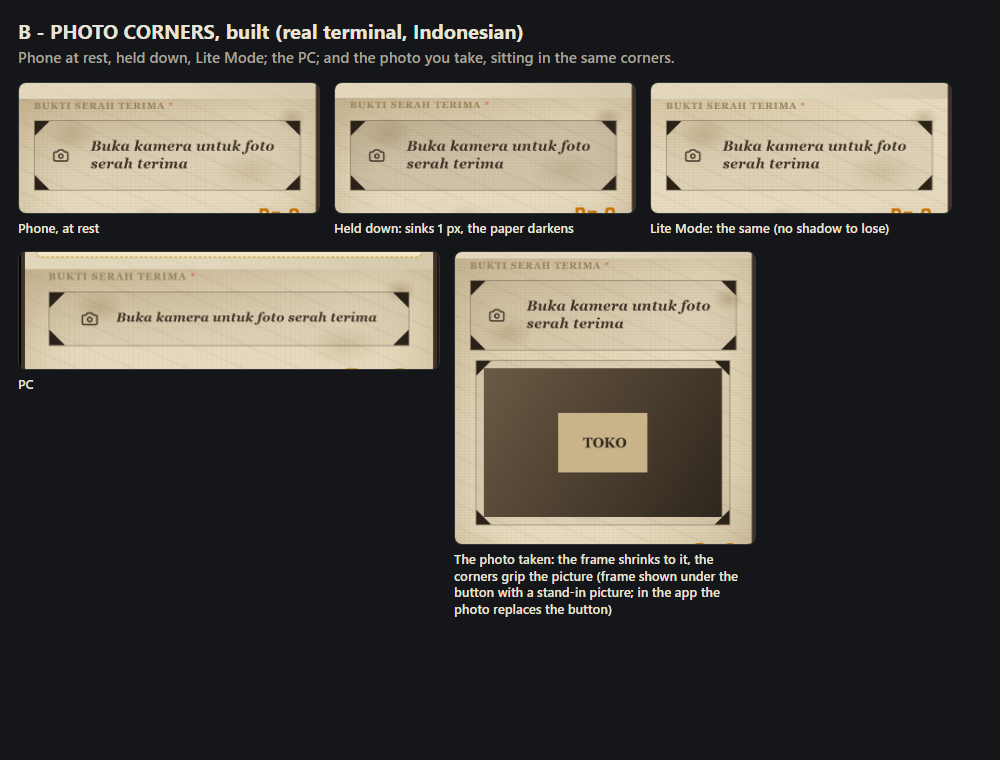 B - PHOTO CORNERS, built (real terminal, Indonesian)
Phone at rest, held down, Lite Mode; the PC; and the photo you take, sitting in the same corners.
BUKTI SERAH TERIMA *
Buka kamera untuk foto
serah terima
Phone, at rest
BUKTI SERAH TERIMA *
Buka kamera untuk foto
serah terima
Held down: sinks 1 px, the paper darkens
BUKTI SERAH TERIMA *
Buka kamera untuk foto
serah terima
Lite Mode: the same (no shadow to lose)
BUKTI SERAH TERIMA *
Buka kamera untuk foto serah terima
PC
BUKTI SERAH TERIMA *
Buka kamera untuk foto
serah terima
TOKO
The photo taken: the frame shrinks to it, the
corners grip the picture (frame shown under the
button with a stand-in picture; in the app the
photo replaces the button)